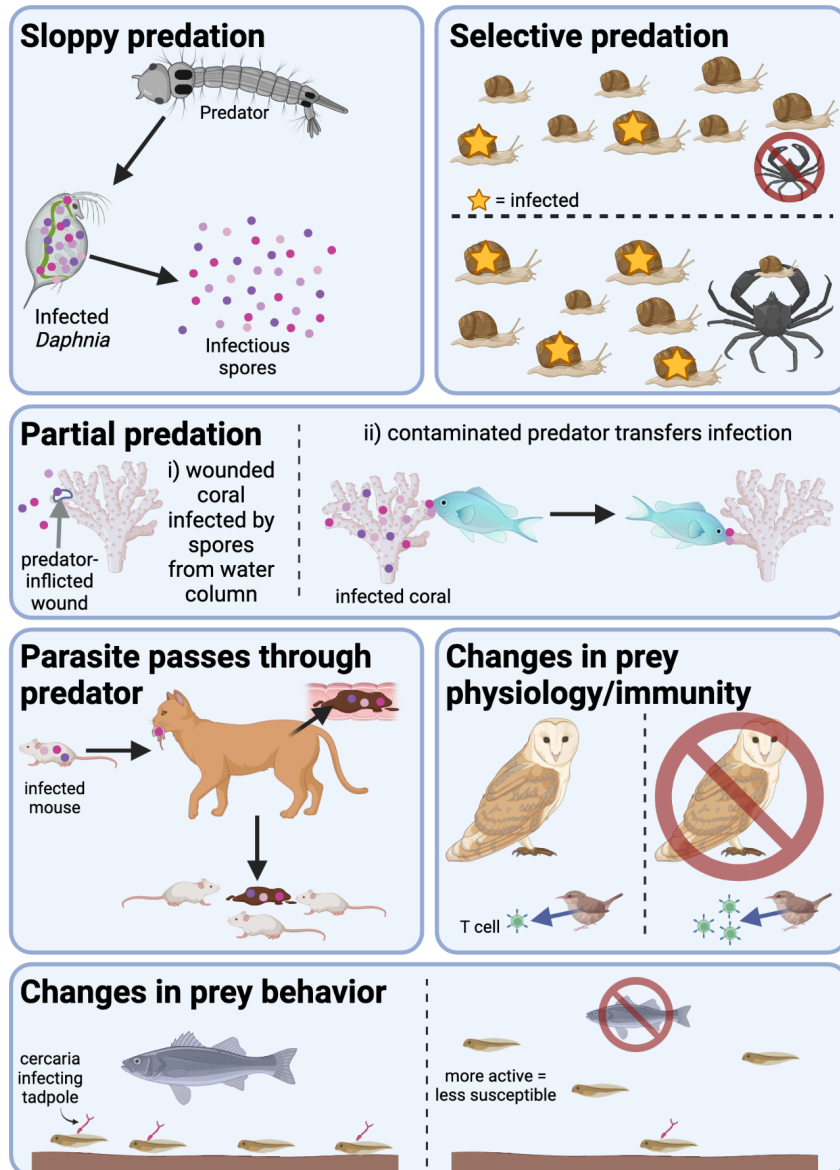 Sloppy predation
Predator
Infected
Daphnia
Infectious
spores
Selective predation
= infected
Partial predation
predator-
inflicted
wound
i) wounded
coral
infected by
spores
from water
column
ii) contaminated predator transfers infection
infected coral
Parasite passes through
predator
infected
mouse
Changes in prey
physiology/immunity
T cell
Changes in prey behavior
cercaria
infecting
tadpole
more active =
less susceptible